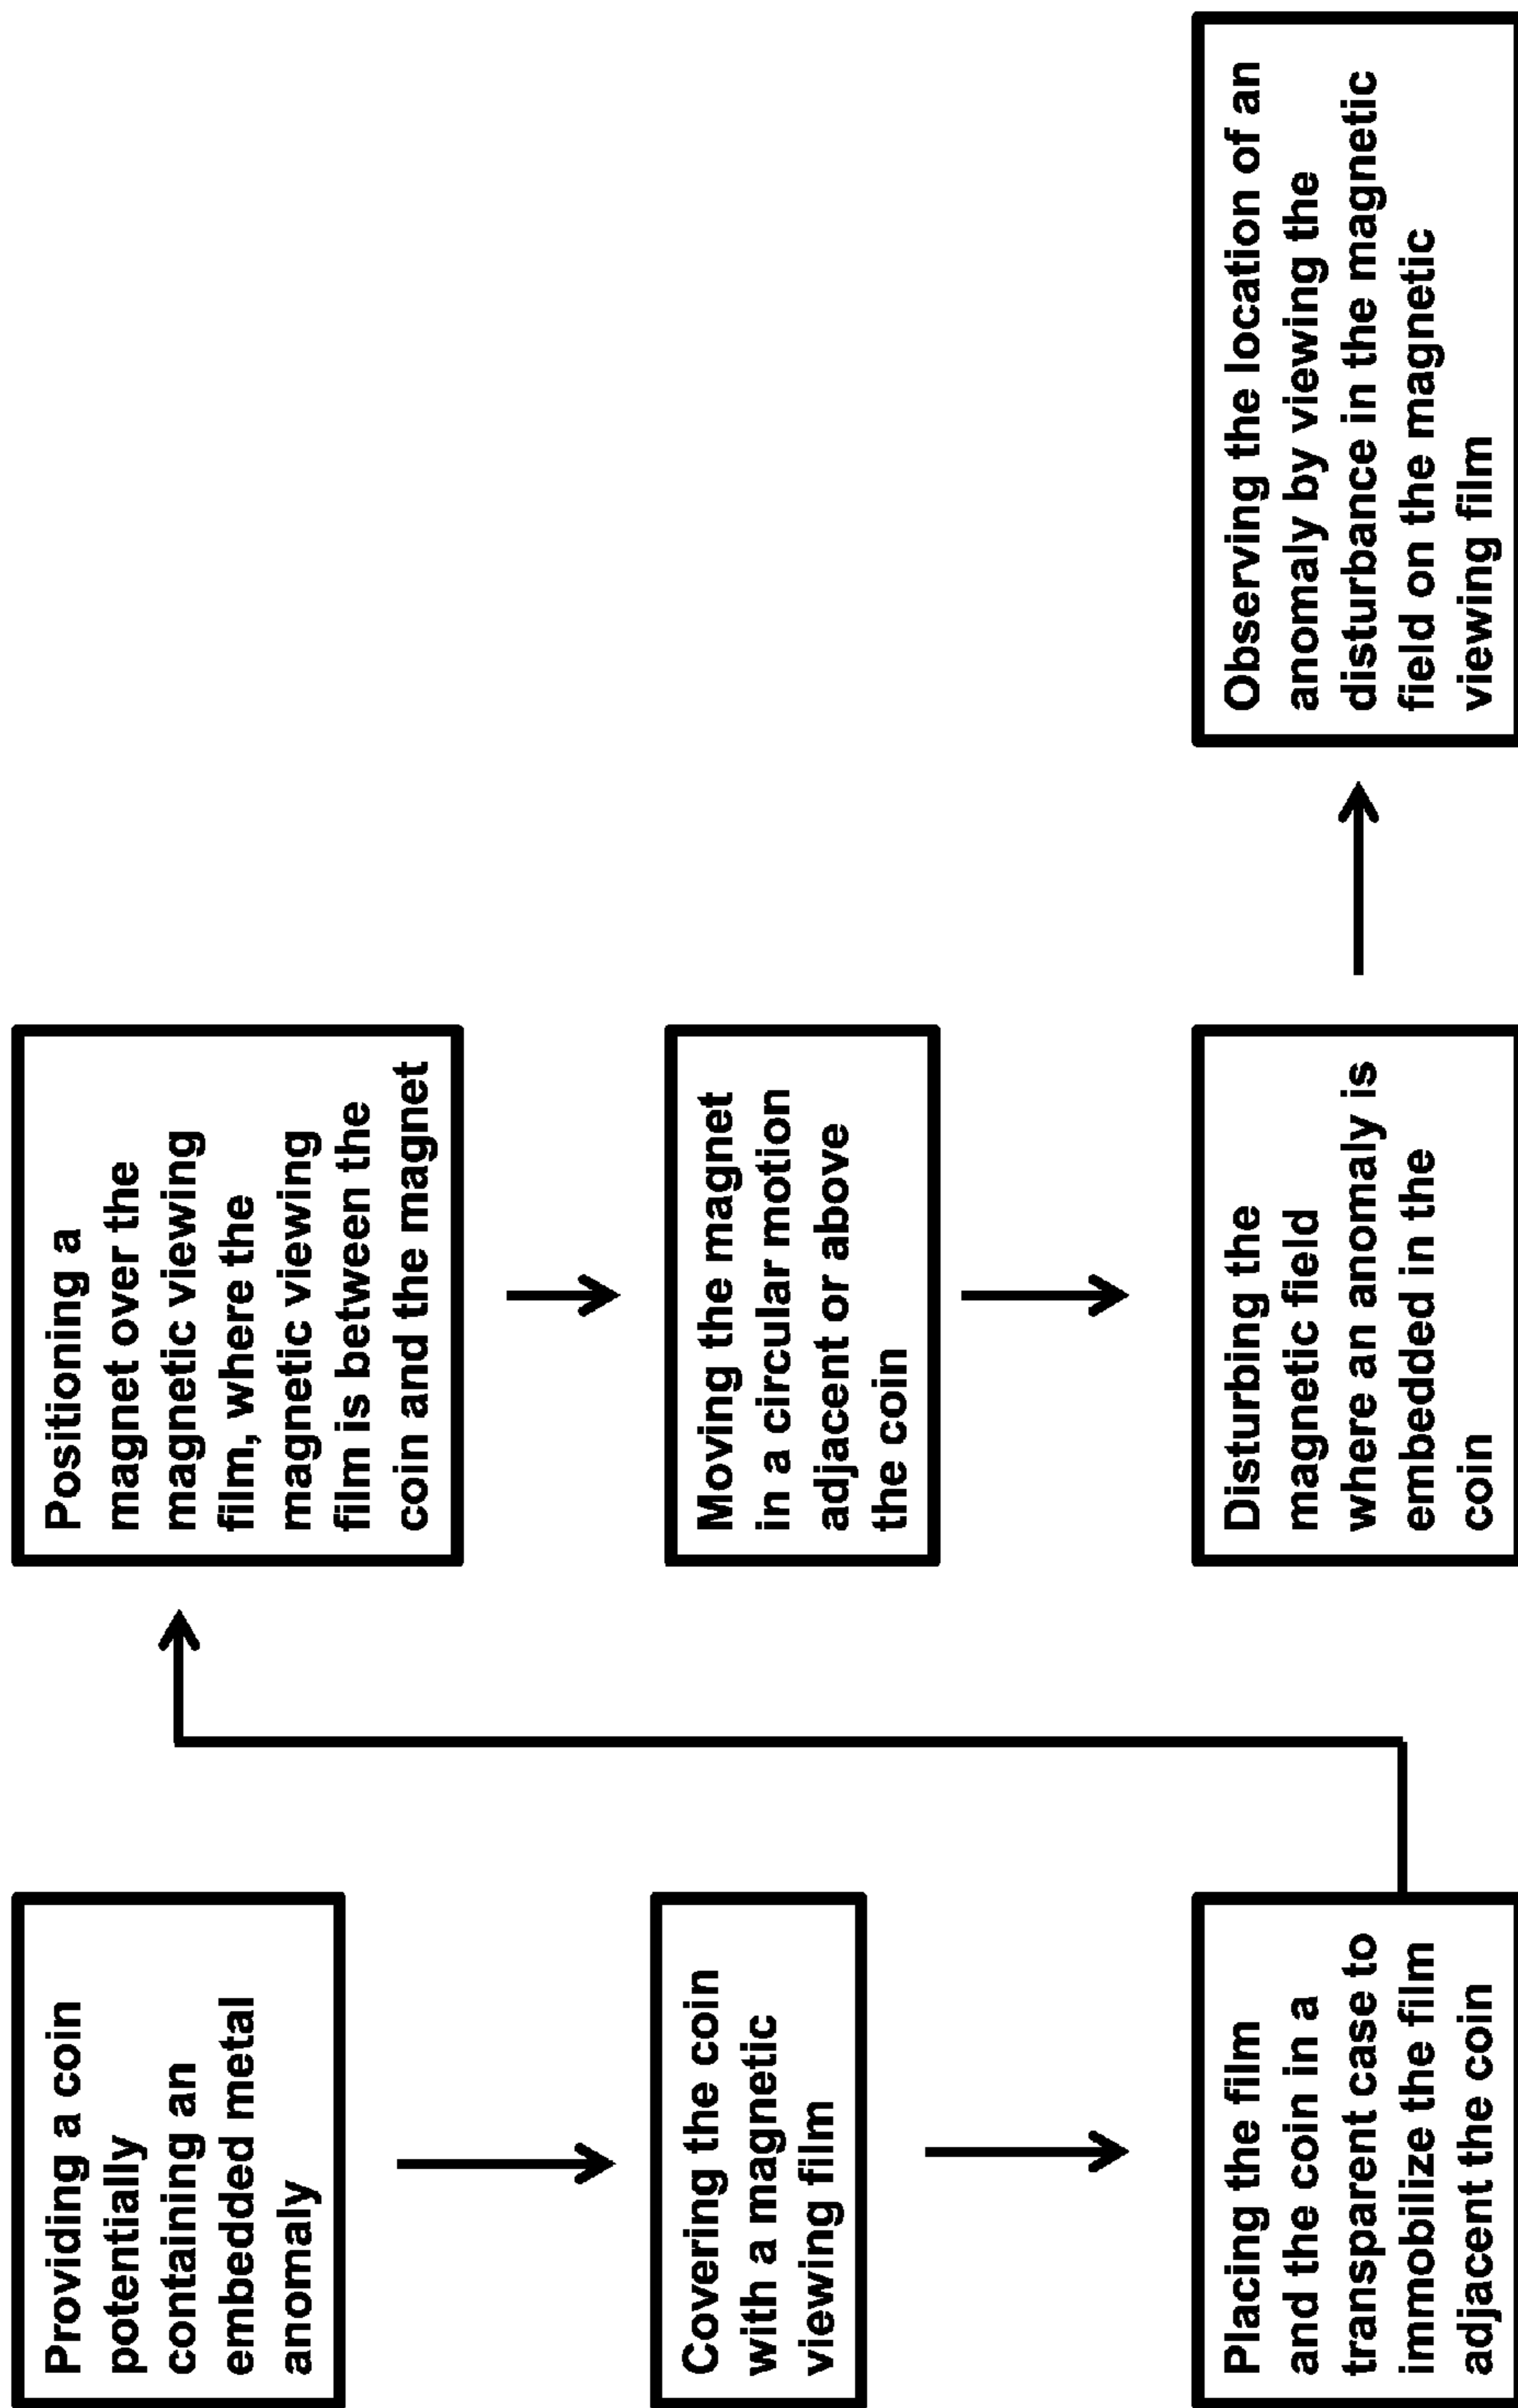 Providing a coin
potentially
containing an
embedded metal
anomaly
Covering the coin
with a magnetic
viewing film
Placing the film
and the coin in a
transparent case to
immobilize the film
adjacent the coin
Positioning a
magnet over the
magnetic viewing
film, where the
magnetic viewing
film is between the
coin and the magnet
Moving the magnet
in a circular motion
adjacent or above
the coin
Disturbing the
magnetic field
where an anomaly is
embedded in the
coin
Observing the location of an
anomaly by viewing the
disturbance in the magnetic
field on the magnetic
viewing film